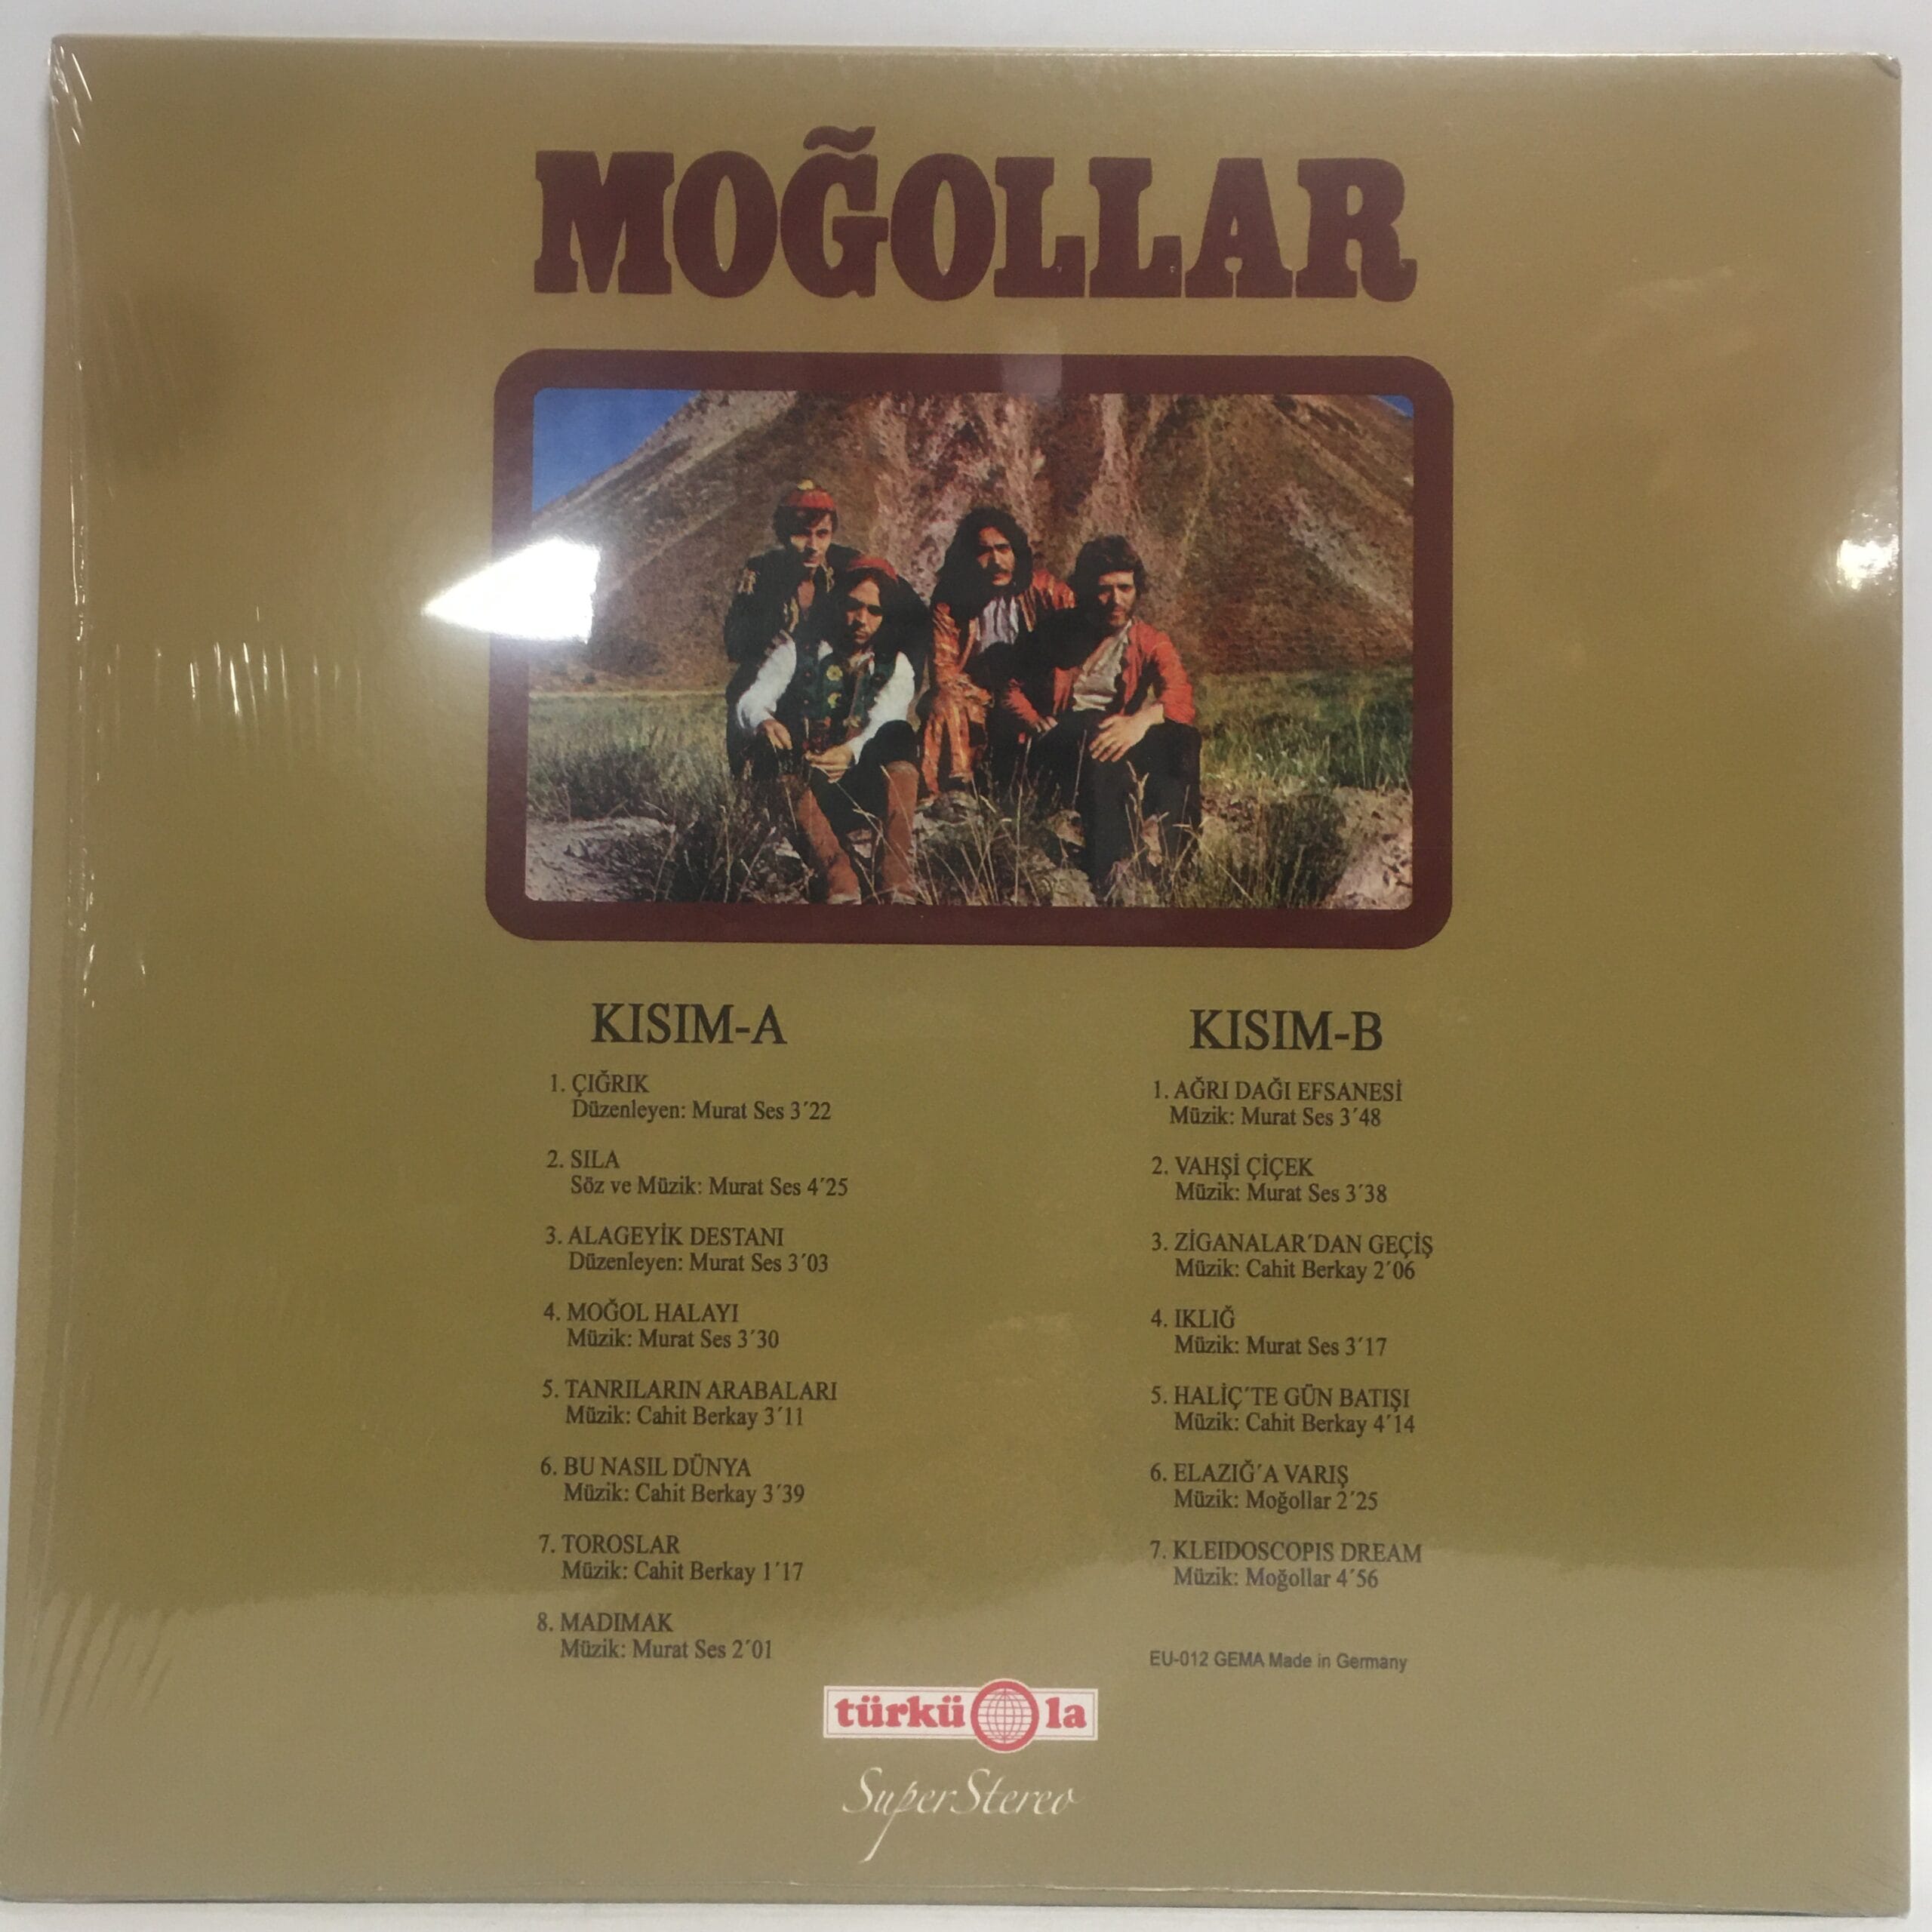 MOĞOLLAR
KISIM-A
1. ÇIĞRIK
Düzenleyen: Murat Ses 3´22
2. SILA
Söz ve Müzik: Murat Ses 4´25
3. ALAGEYİK DESTANI
Düzenleyen: Murat Ses 3´03
4. MOĞOL HALAYI
Müzik: Murat Ses 3´30
5. TANRILARIN ARABALARI
Müzik: Cahit Berkay 3´11
6. BU NASIL DÜNYA
Müzik: Cahit Berkay 3´39
7. TOROSLAR
Müzik: Cahit Berkay 1´17
8. MADIMAK
Müzik: Murat Ses 2´01
KISIM-B
1. AĞRI DAĞI EFSANESİ
Müzik: Murat Ses 3´48
2. VAHŞİ ÇİÇEK
Müzik: Murat Ses 3´38
3. ZİGANALAR´DAN GEÇİŞ
Müzik: Cahit Berkay 2´06
4. IKLIĞ
Müzik: Murat Ses 3´17
5. HALİÇ´TE GÜN BATIŞI
Müzik: Cahit Berkay 4´14
6. ELAZIĞ´A VARIŞ
Müzik: Moğollar 2´25
7. KLEIDOSCOPIS DREAM
Müzik: Moğollar 4´56
EU-012 GEMA Made in Germany
türküola
SuperStereo